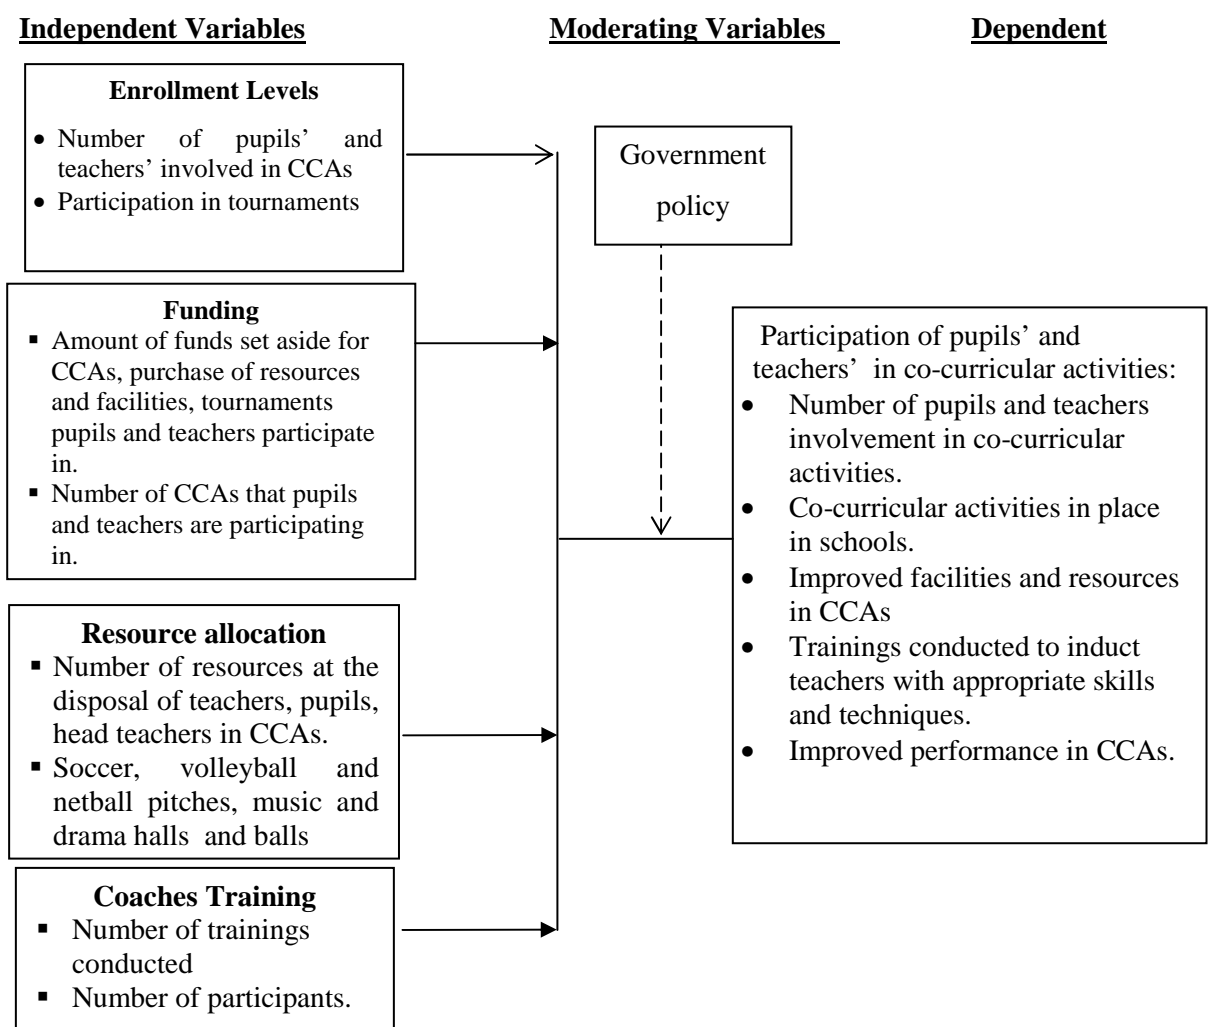 Independent Variables
Moderating Variables
Dependent
Enrollment Levels
• Number of pupils’ and
teachers’ involved in CCAs
• Participation in tournaments
Funding
▪ Amount of funds set aside for
CCAs, purchase of resources
and facilities, tournaments
pupils and teachers participate
in.
▪ Number of CCAs that pupils
and teachers are participating
in.
Resource allocation
▪ Number of resources at the
disposal of teachers, pupils,
head teachers in CCAs.
▪ Soccer, volleyball and
netball pitches, music and
drama halls and balls
Coaches Training
▪ Number of trainings
conducted
▪ Number of participants.
Government
policy
Participation of pupils’ and
teachers’ in co-curricular activities:
• Number of pupils and teachers
involvement in co-curricular
activities.
• Co-curricular activities in place
in schools.
• Improved facilities and resources
in CCAs
• Trainings conducted to induct
teachers with appropriate skills
and techniques.
• Improved performance in CCAs.